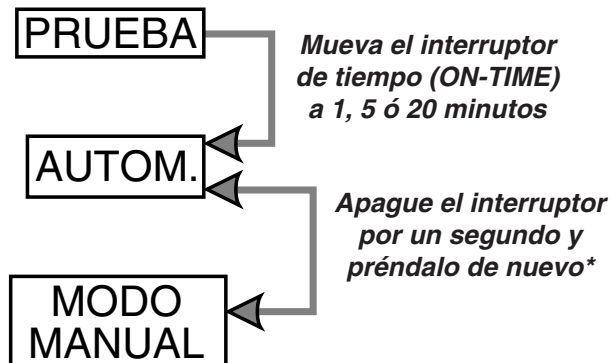 PRUEBA
Mueva el interruptor
de tiempo (ON-TIME)
a 1, 5 ó 20 minutos
AUTOM.
Apague el interruptor
por un segundo y
préndalo de nuevo*
MODO
MANUAL